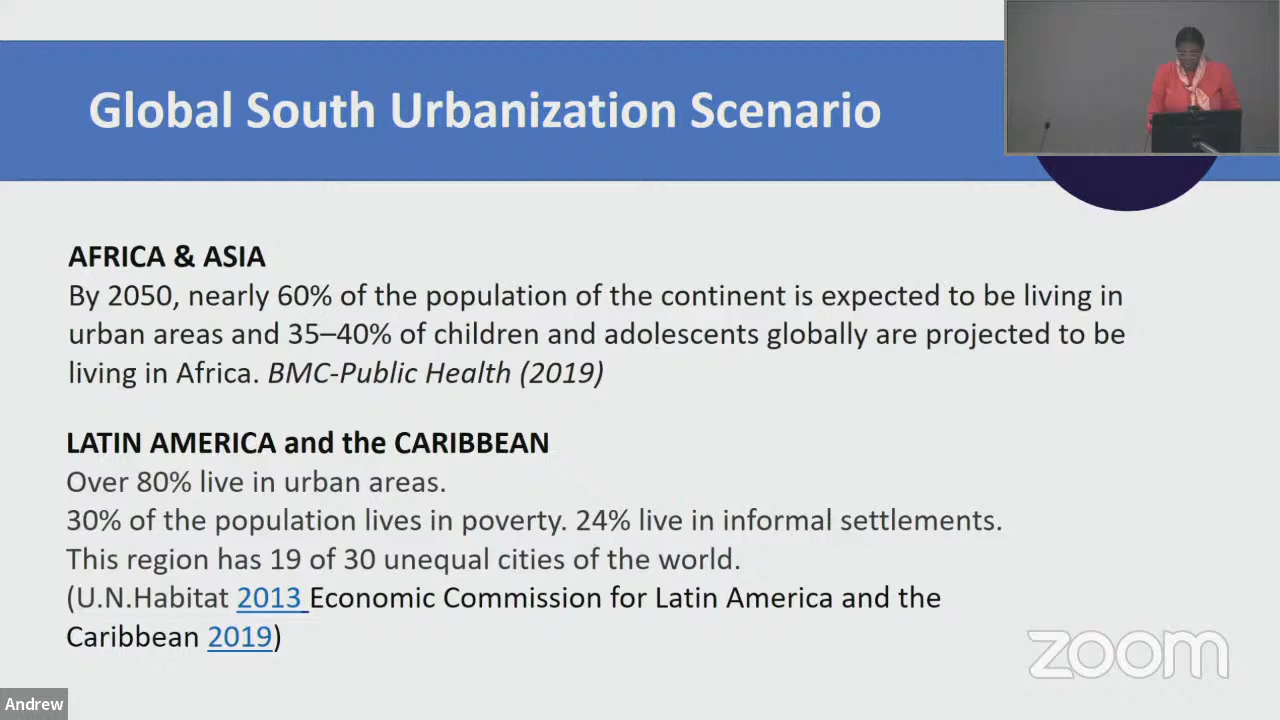 Global South Urbanization Scenario
AFRICA & ASIA
By 2050, nearly 60% of the population of the continent is expected to be living in
urban areas and 35–40% of children and adolescents globally are projected to be
living in Africa. BMC-Public Health (2019)
LATIN AMERICA and the CARIBBEAN
Over 80% live in urban areas.
30% of the population lives in poverty. 24% live in informal settlements.
This region has 19 of 30 unequal cities of the world.
(U.N.Habitat 2013 Economic Commission for Latin America and the
Caribbean 2019)
zoom
Andrew